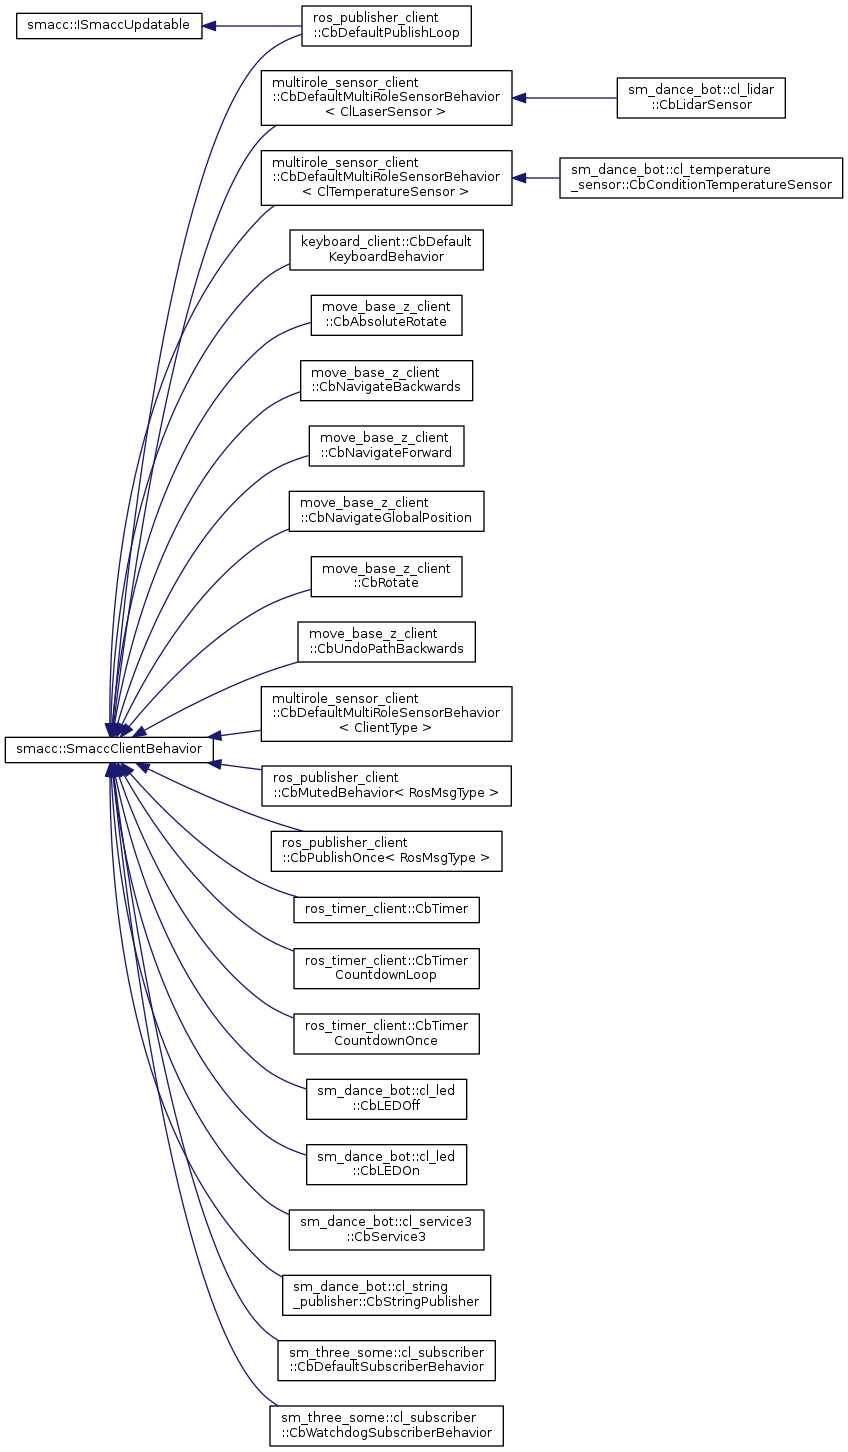 smacc::ISmaccUpdatable
ros_publisher_client
::CbDefaultPublishLoop
multirole_sensor_client
::CbDefaultMultiRoleSensorBehavior
< ClLaserSensor >
sm_dance_bot::cl_lidar
::CbLidarSensor
multirole_sensor_client
::CbDefaultMultiRoleSensorBehavior
< ClTemperatureSensor >
sm_dance_bot::cl_temperature
_sensor::CbConditionTemperatureSensor
keyboard_client::CbDefault
KeyboardBehavior
move_base_z_client
::CbAbsoluteRotate
move_base_z_client
::CbNavigateBackwards
move_base_z_client
::CbNavigateForward
move_base_z_client
::CbNavigateGlobalPosition
move_base_z_client
::CbRotate
move_base_z_client
::CbUndoPathBackwards
multirole_sensor_client
::CbDefaultMultiRoleSensorBehavior
< ClientType >
smacc::SmaccClientBehavior
ros_publisher_client
::CbMutedBehavior< RosMsgType >
ros_publisher_client
::CbPublishOnce< RosMsgType >
ros_timer_client::CbTimer
ros_timer_client::CbTimer
CountdownLoop
ros_timer_client::CbTimer
CountdownOnce
sm_dance_bot::cl_led
::CbLEDOff
sm_dance_bot::cl_led
::CbLEDOn
sm_dance_bot::cl_service3
::CbService3
sm_dance_bot::cl_string
_publisher::CbStringPublisher
sm_three_some::cl_subscriber
::CbDefaultSubscriberBehavior
sm_three_some::cl_subscriber
::CbWatchdogSubscriberBehavior